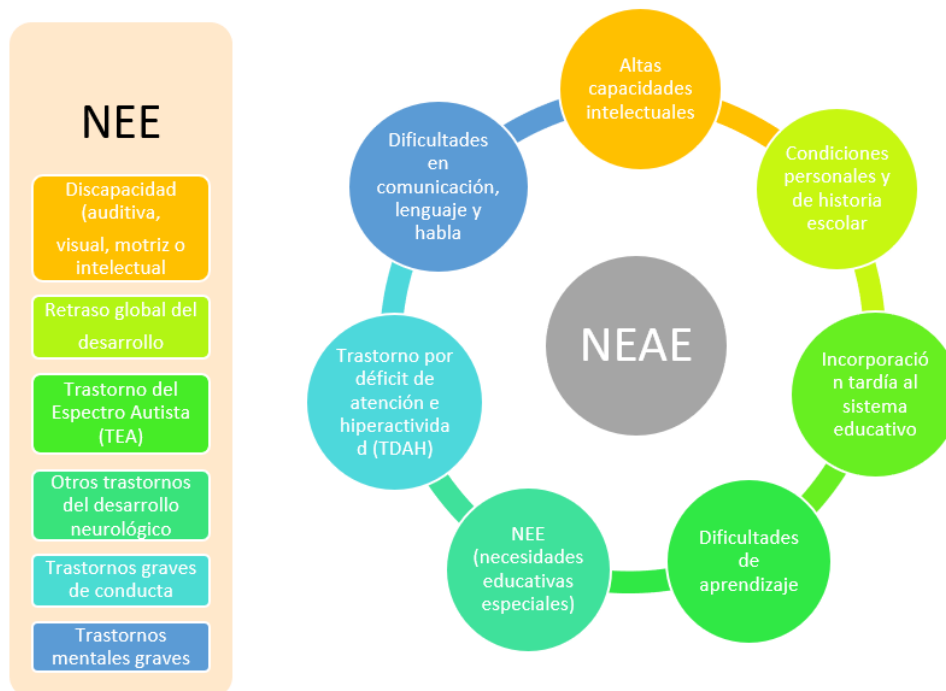 NEE
Discapacidad
(auditiva,
visual, motriz o
intelectual
Retraso global del
desarrollo
Trastorno del
Espectro Autista
(TEA)
Otros trastornos
del desarrollo
neurológico
Trastornos graves
de conducta
Trastornos
mentales graves
NEAE
Altas
capacidades
intelectuales
Condiciones
personales y
de historia
escolar
Incorporació
n tardía al
sistema
educativo
Dificultades
de
aprendizaje
NEE
(necesidades
educativas
especiales)
Trastorno por
déficit de
atención e
hiperactivida
d (TDAH)
Dificultades
en
comunicación,
lenguaje y
habla